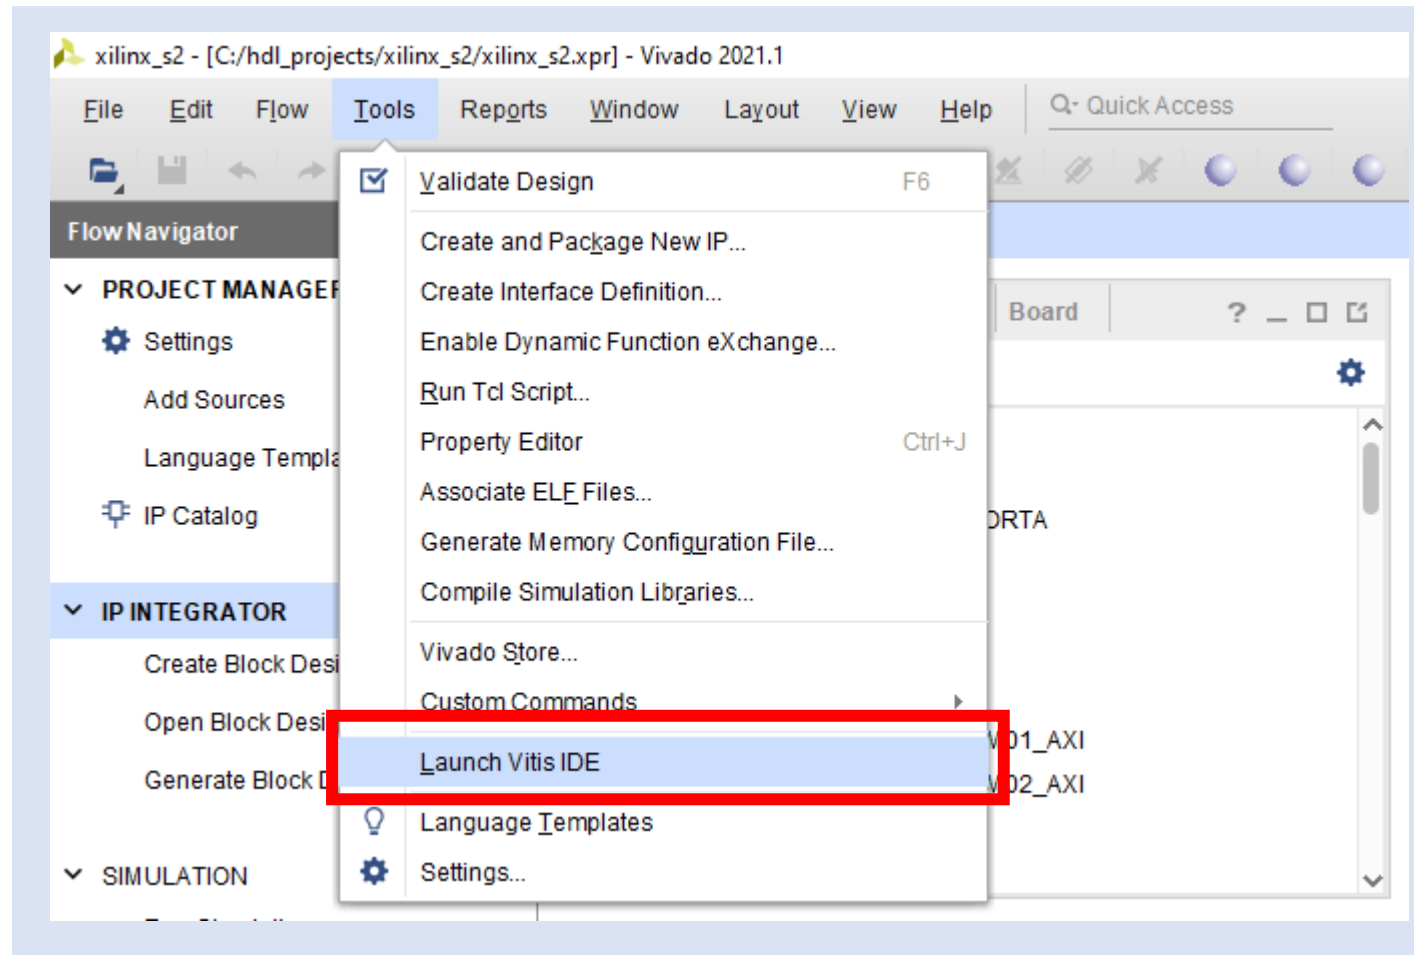 xilinx_s2 - [C:/hdl_projects/xilinx_s2/xilinx_s2.xpr] - Vivado 2021.1
File Edit Flow Tools Reports Window Layout View Help Quick Access
Validate Design F6
Flow Navigator
Create and Package New IP...
PROJECT MANAGER
Create Interface Definition...
Board ?
Settings
Enable Dynamic Function eXchange...
Add Sources
Run Tcl Script...
Property Editor Ctrl+J
Language Templa
Associate ELF Files...
IP Catalog
ORTA
Generate Memory Configuration File...
Compile Simulation Libraries...
IP INTEGRATOR
Vivado Store...
Create Block Desi
Custom Commands
Open Block Desi
M01_AXI
Launch Vitis IDE
Generate Block D
M02_AXI
Language Templates
Settings...
SIMULATION